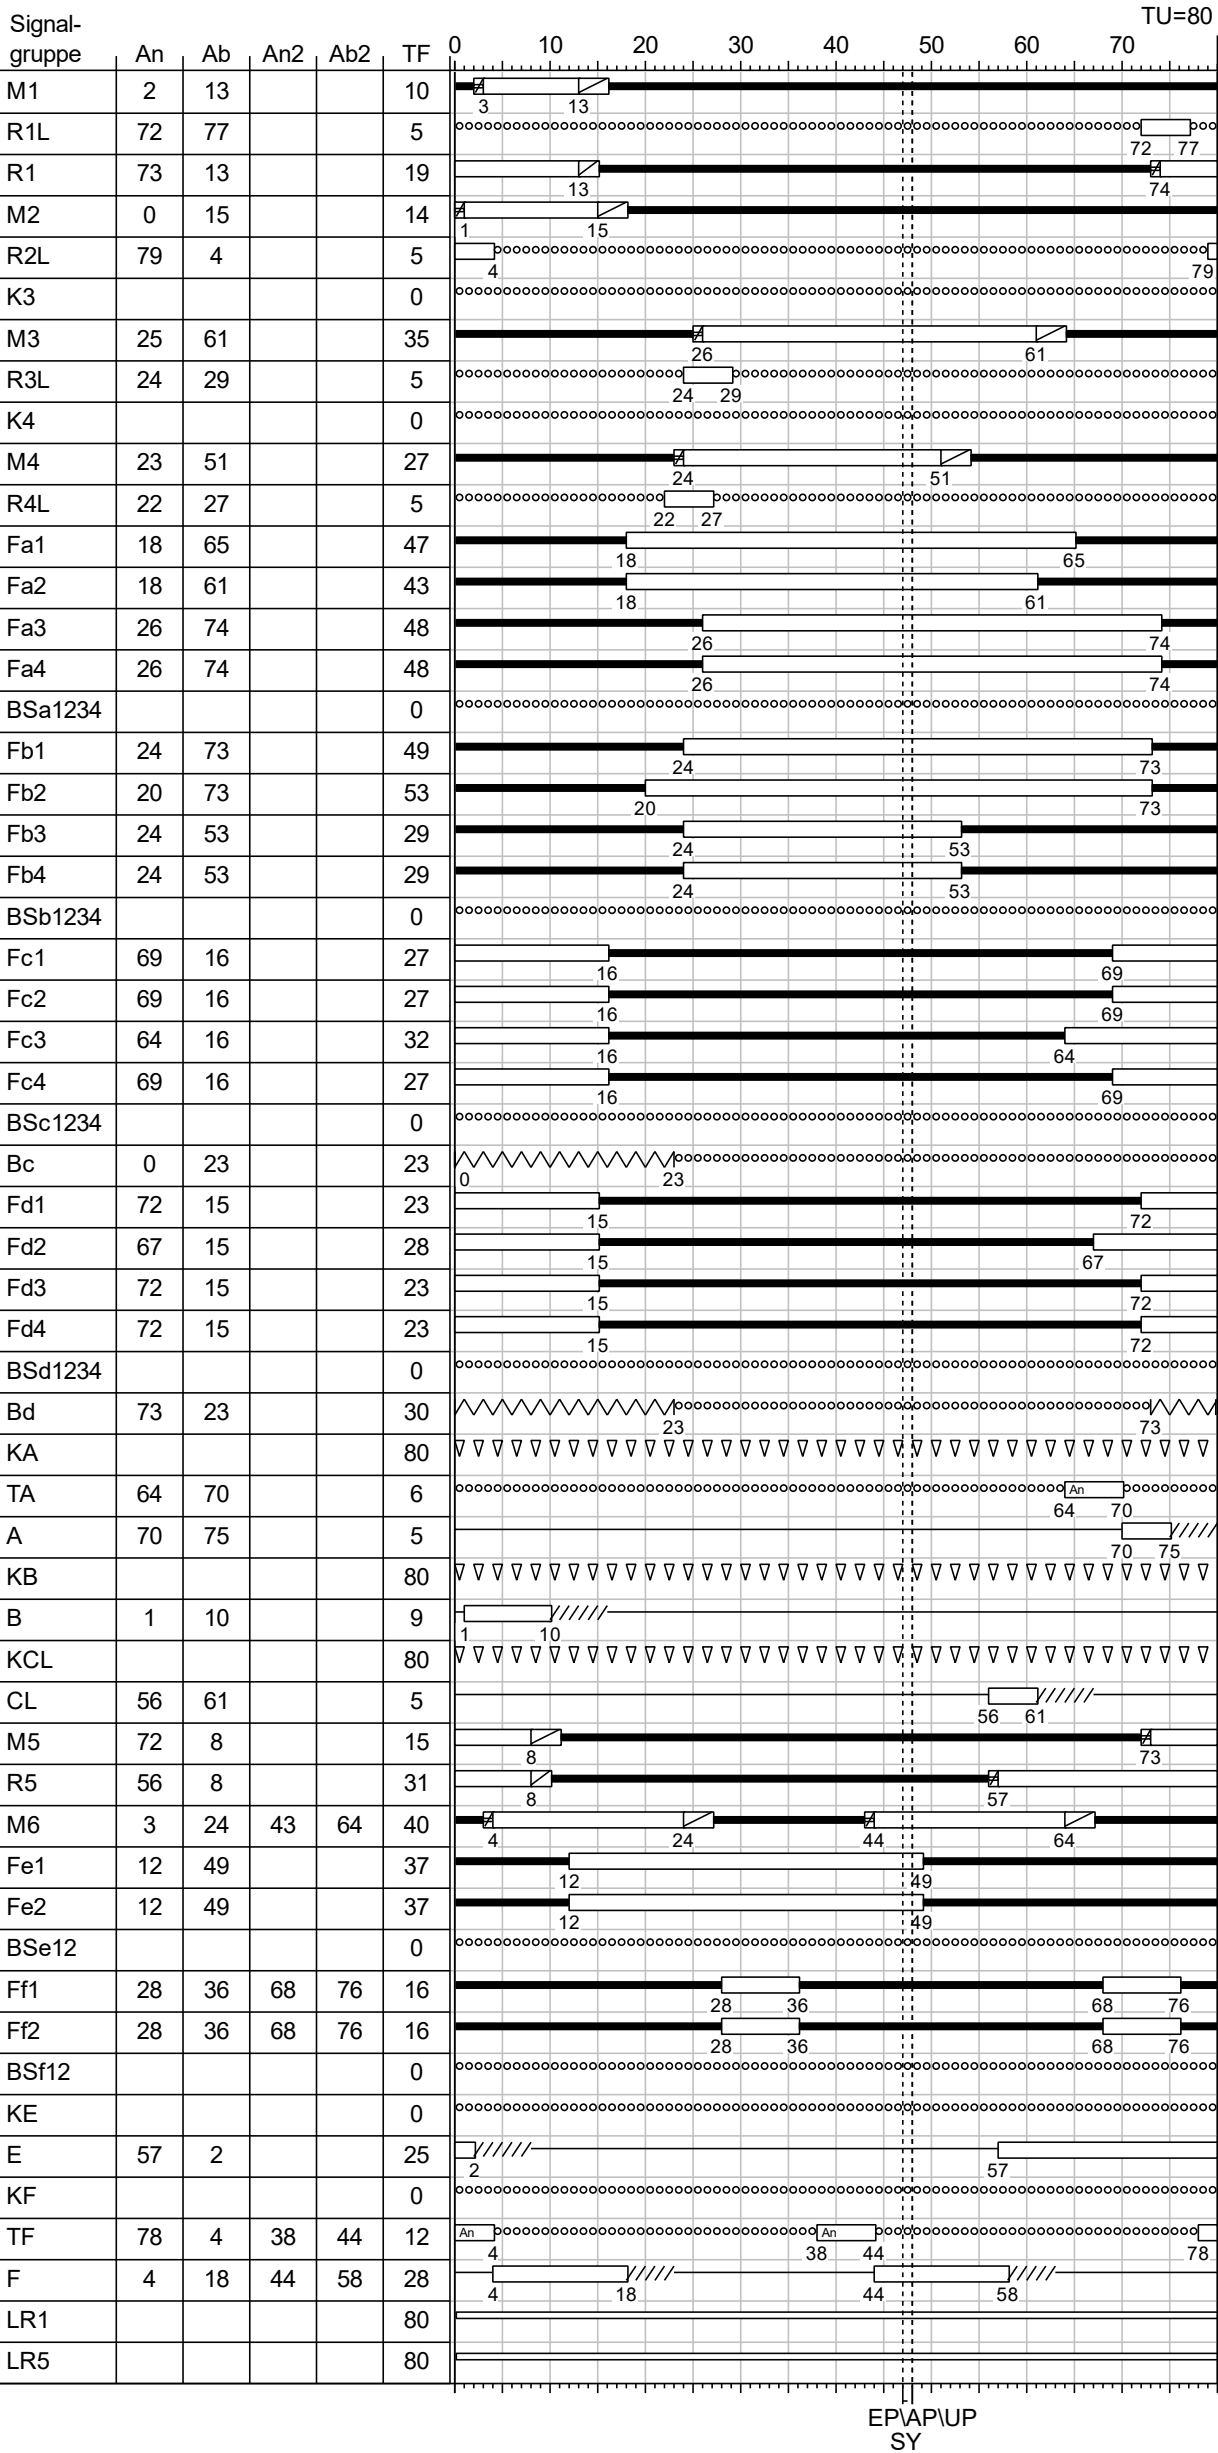 TU=80
Signal-
gruppe An Ab An2 Ab2 TF 0 10 20 30 40 50 60 70
M1 2 13 10
3 13
R1L 72 77 5
72 77
R1 73 13 19
13 74
M2 0 15 14
1 15
R2L 79 4 5
4 79
K3 0
M3 25 61 35
26 61
R3L 24 29 5
24 29
K4 0
M4 23 51 27
24 51
R4L 22 27 5
22 27
Fa1 18 65 47
18 65
Fa2 18 61 43
18 61
Fa3 26 74 48
26 74
Fa4 26 74 48
26 74
BSa1234 0
Fb1 24 73 49
24 73
Fb2 20 73 53
20 73
Fb3 24 53 29
24 53
Fb4 24 53 29
24 53
BSb1234 0
Fc1 69 16 27
16 69
Fc2 69 16 27
16 69
Fc3 64 16 32
16 64
Fc4 69 16 27
16 69
BSc1234 0
Bc 0 23 23
0 23
Fd1 72 15 23
15 72
Fd2 67 15 28
15 67
Fd3 72 15 23
15 72
Fd4 72 15 23
15 72
BSd1234 0
Bd 73 23 30
23 73
KA 80
TA 64 70 6 An
64 70
A 70 75 5
70 75
KB 80
B 1 10 9
1 10
KCL 80
CL 56 61 5
56 61
M5 72 8 15
8 73
R5 56 8 31
8 57
M6 3 24 43 64 40
4 24 44 64
Fe1 12 49 37
12 49
Fe2 12 49 37
12 49
BSe12 0
Ff1 28 36 68 76 16
28 36 68 76
Ff2 28 36 68 76 16
28 36 68 76
BSf12 0
KE 0
E 57 2 25
2 57
KF 0
TF 78 4 38 44 12 An An
4 38 44 78
F 4 18 44 58 28
4 18 44 58
LR1 80
LR5 80
EP\AP\UP
SY